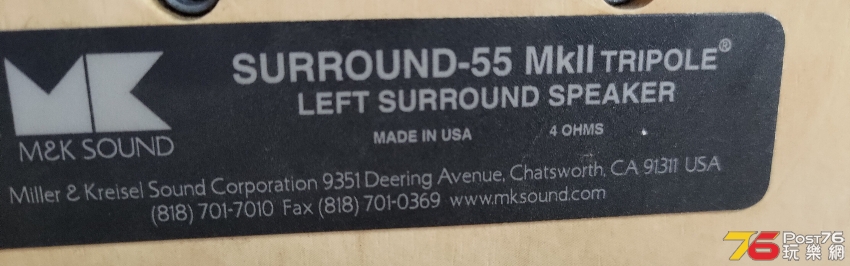 MK
M&K SOUND
SURROUND-55 MkII TRIPOLE®
LEFT SURROUND SPEAKER
MADE IN USA 4 OHMS
Miller & Kreisel Sound Corporation 9351 Deering Avenue, Chatsworth, CA 91311 USA
(818) 701-7010 Fax (818) 701-0369 www.mksound.com
76 Post76
玩樂網